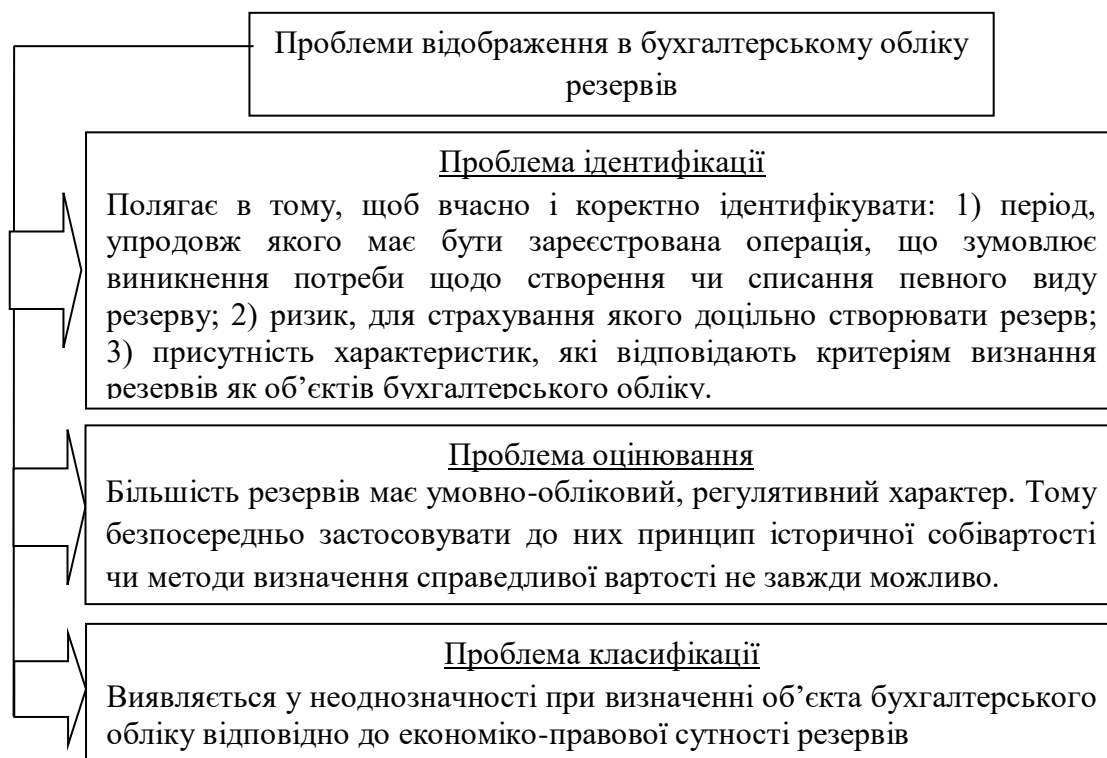 Проблеми відображення в бухгалтерському обліку
резервів
Проблема ідентифікації
Полягає в тому, щоб вчасно і коректно ідентифікувати: 1) період,
упродовж якого має бути зареєстрована операція, що зумовлює
виникнення потреби щодо створення чи списання певного виду
резерву; 2) ризик, для страхування якого доцільно створювати резерв;
3) присутність характеристик, які відповідають критеріям визнання
резервів як об’єктів бухгалтерського обліку.
Проблема оцінювання
Більшість резервів має умовно-обліковий, регулятивний характер. Тому
безпосередньо застосовувати до них принцип історичної собівартості
чи методи визначення справедливої вартості не завжди можливо.
Проблема класифікації
Виявляється у неоднозначності при визначенні об’єкта бухгалтерського
обліку відповідно до економіко-правової сутності резервів